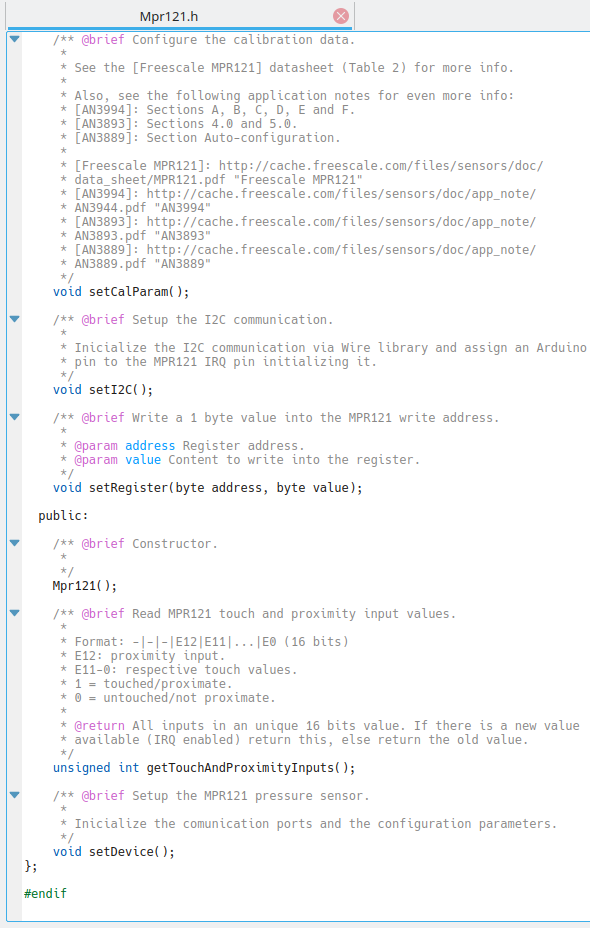 Mpr121.h
/** @brief Configure the calibration data.
*
* See the [Freescale MPR121] datasheet (Table 2) for more info.
*
* Also, see the following application notes for even more info:
* [AN3994]: Sections A, B, C, D, E and F.
* [AN3893]: Sections 4.0 and 5.0.
* [AN3889]: Section Auto-configuration.
*
* [Freescale MPR121]: http://cache.freescale.com/files/sensors/doc/
* data_sheet/MPR121.pdf "Freescale MPR121"
* [AN3994]: http://cache.freescale.com/files/sensors/doc/app_note/
* AN3944.pdf "AN3994"
* [AN3893]: http://cache.freescale.com/files/sensors/doc/app_note/
* AN3893.pdf "AN3893"
* [AN3889]: http://cache.freescale.com/files/sensors/doc/app_note/
* AN3889.pdf "AN3889"
*/
void setCalParam();
/** @brief Setup the I2C communication.
*
* Inicialize the I2C communication via Wire library and assign an Arduino
* pin to the MPR121 IRQ pin initializing it.
*/
void setI2C();
/** @brief Write a 1 byte value into the MPR121 write address.
*
* @param address Register address.
* @param value Content to write into the register.
*/
void setRegister(byte address, byte value);
public:
/** @brief Constructor.
*
*/
Mpr121();
/** @brief Read MPR121 touch and proximity input values.
*
* Format: -|-|-|E12|E11|...|E0 (16 bits)
* E12: proximity input.
* E11-0: respective touch values.
* 1 = touched/proximate.
* 0 = untouched/not proximate.
*
* @return All inputs in an unique 16 bits value. If there is a new value
* available (IRQ enabled) return this, else return the old value.
*/
unsigned int getTouchAndProximityInputs();
/** @brief Setup the MPR121 pressure sensor.
*
* Inicialize the comunication ports and the configuration parameters.
*/
void setDevice();
};
#endif